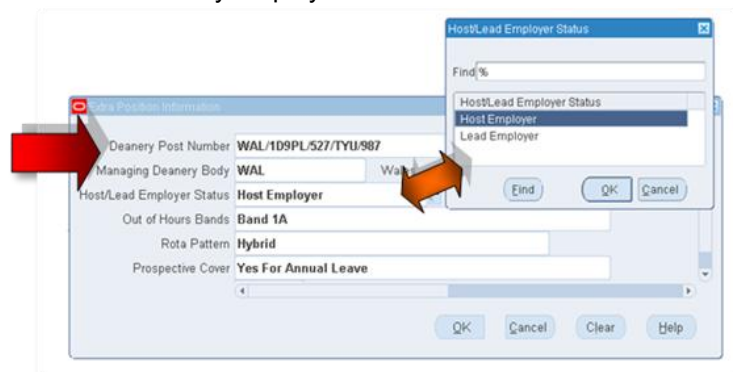 Host/Lead Employer Status
Find %
Host/Lead Employer Status
Host Employer
Lead Employer
Find
OK
Cancel
Extra Position Information
Deanery Post Number WAL/1D9PL/527/TYU/987
Managing Deanery Body WAL
Host/Lead Employer Status Host Employer
Out of Hours Bands Band 1A
Rota Pattern Hybrid
Prospective Cover Yes For Annual Leave
OK
Cancel
Clear
Help